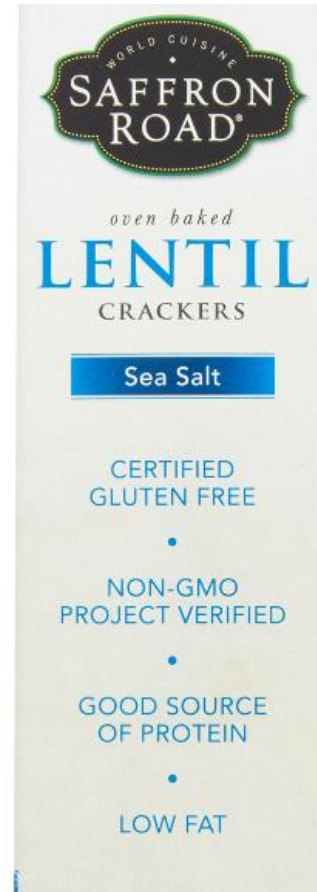 WORLD CUISINE
SAFFRON
ROAD®
oven baked
LENTIL
CRACKERS
Sea Salt
CERTIFIED
GLUTEN FREE
•
NON-GMO
PROJECT VERIFIED
•
GOOD SOURCE
OF PROTEIN
•
LOW FAT